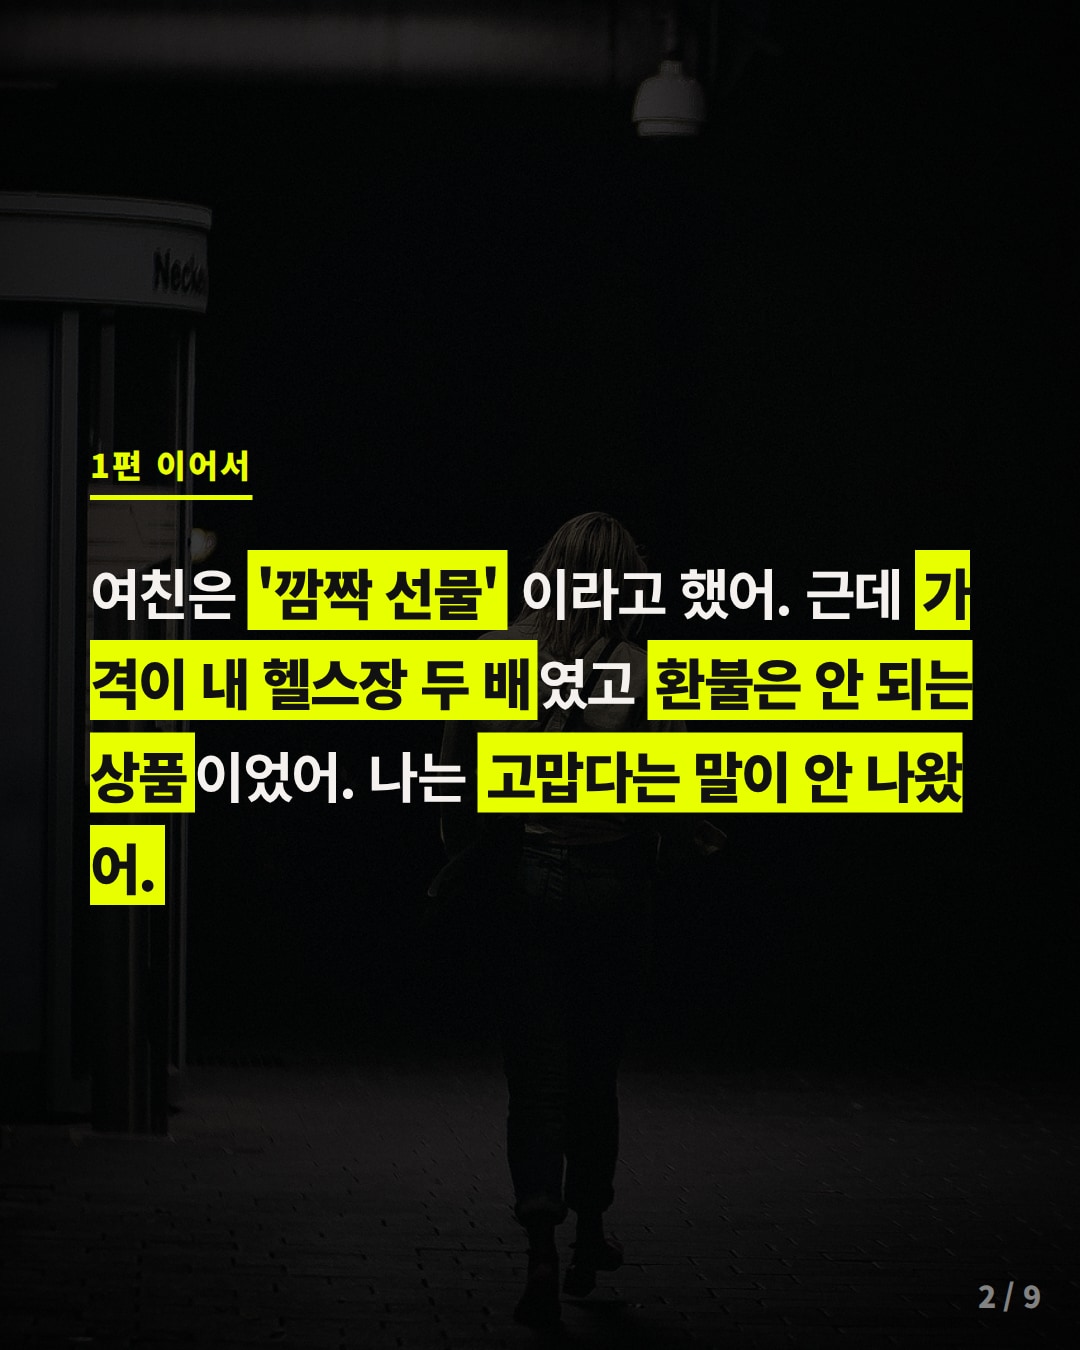 Necke
1편 이어서
여친은 '깜짝 선물' 이라고 했어. 근데 가
격이 내 헬스장 두 배였고 환불은 안 되는
상품이었어. 나는 고맙다는 말이 안 나왔
어.
2 / 9